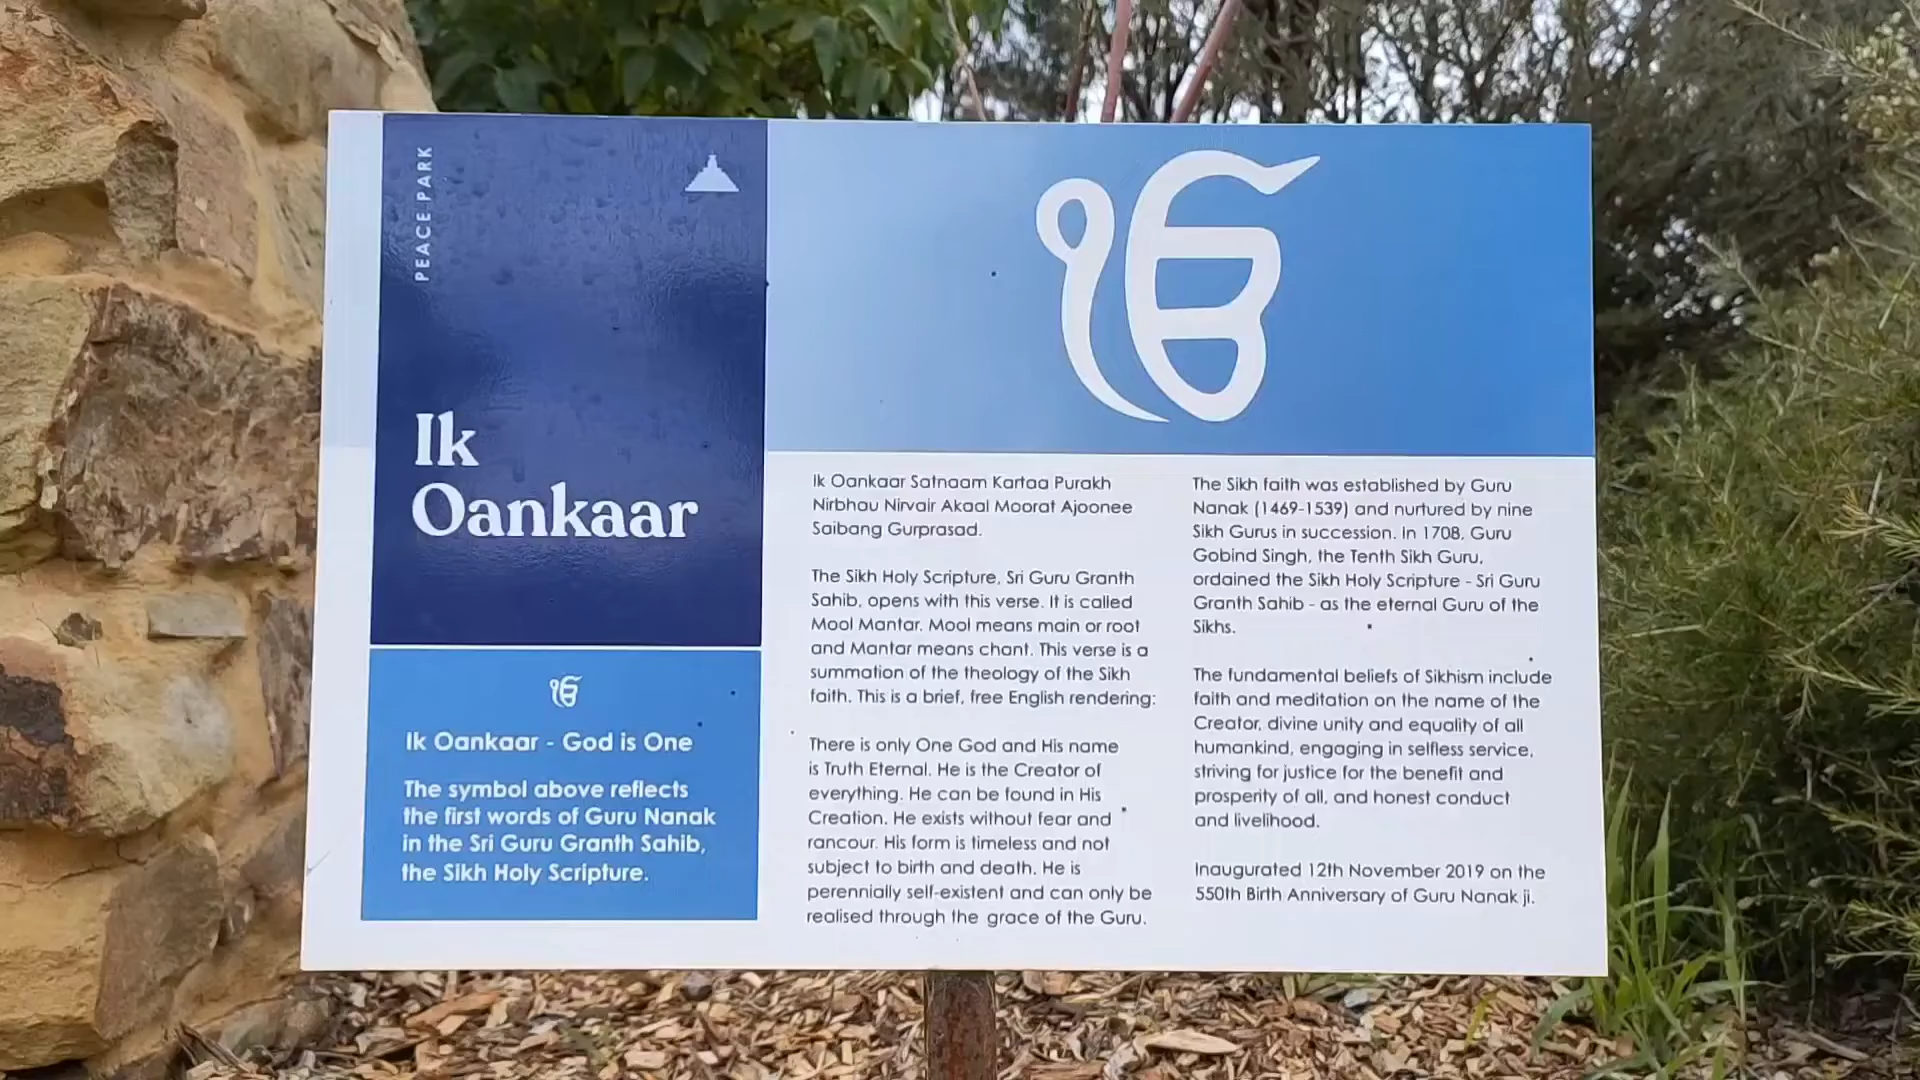 PEACE PARK
Ik
Oankaar
ੴ
Ik Oankaar - God is One
The symbol above reflects
the first words of Guru Nanak
in the Sri Guru Granth Sahib,
the Sikh Holy Scripture.
ੴ
Ik Oankaar Satnaam Kartaa Purakh
Nirbhau Nirvair Akaal Moorat Ajoonee
Saibang Gurprasad.
The Sikh Holy Scripture, Sri Guru Granth
Sahib, opens with this verse. It is called
Mool Mantar. Mool means main or root
and Mantar means chant. This verse is a
summation of the theology of the Sikh
faith. This is a brief, free English rendering:
There is only One God and His name
is Truth Eternal. He is the Creator of
everything. He can be found in His
Creation. He exists without fear and
rancour. His form is timeless and not
subject to birth and death. He is
perennially self-existent and can only be
realised through the grace of the Guru.
The Sikh faith was established by Guru
Nanak (1469-1539) and nurtured by nine
Sikh Gurus in succession. In 1708, Guru
Gobind Singh, the Tenth Sikh Guru,
ordained the Sikh Holy Scripture - Sri Guru
Granth Sahib - as the eternal Guru of the
Sikhs.
The fundamental beliefs of Sikhism include
faith and meditation on the name of the
Creator, divine unity and equality of all
humankind, engaging in selfless service,
striving for justice for the benefit and
prosperity of all, and honest conduct
and livelihood.
Inaugurated 12th November 2019 on the
550th Birth Anniversary of Guru Nanak ji.